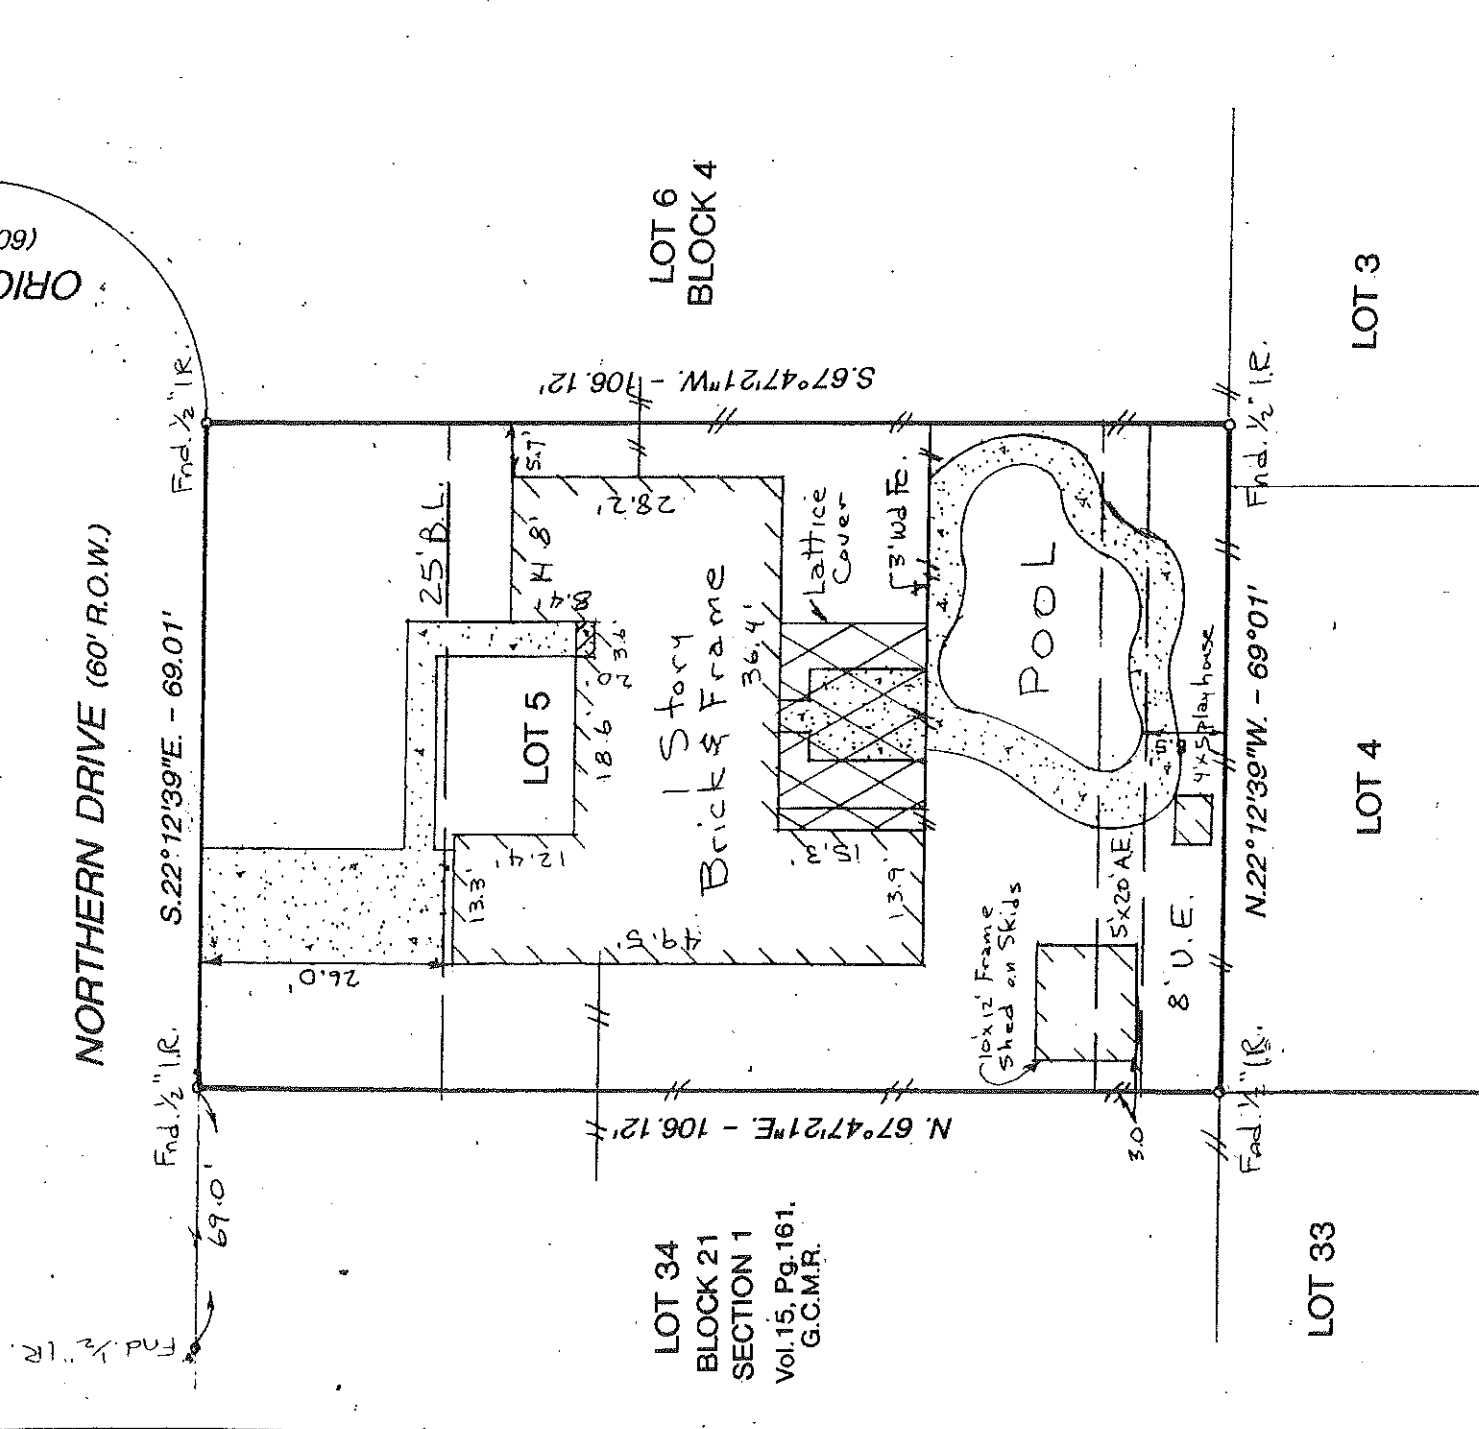 ORIO
(60
NORTHERN DRIVE (60' R.O.W.)
S.22°12'39"E. - 69.01'
Fnd. 1/2" I.R.
Fnd. 1/2" I.R.
Fnd. 1/2" I.R.
69.0'
26.0'
25' B.L.
5.7'
14.8'
28.2'
8.4'
3.6'
2.0'
18.6'
12.4'
13.3'
LOT 5
1 Story
Brick & Frame
36.4'
49.5'
13.9'
Lattice
Cover
3' Wd Fc.
POOL
5'x20' A.E.
8' U.E.
4'x5' playhouse
10'x12' Frame
Shed on Skids
3.0
S.67°47'21"W. - 106.12'
N. 67°47'21"E. - 106.12'
N.22°12'39"W. - 69°01'
Fnd. 1/2" I.R.
Fnd. 1/2" I.R.
LOT 6
BLOCK 4
LOT 3
LOT 4
LOT 34
BLOCK 21
SECTION 1
Vol.15, Pg.161.
G.C.M.R.
LOT 33